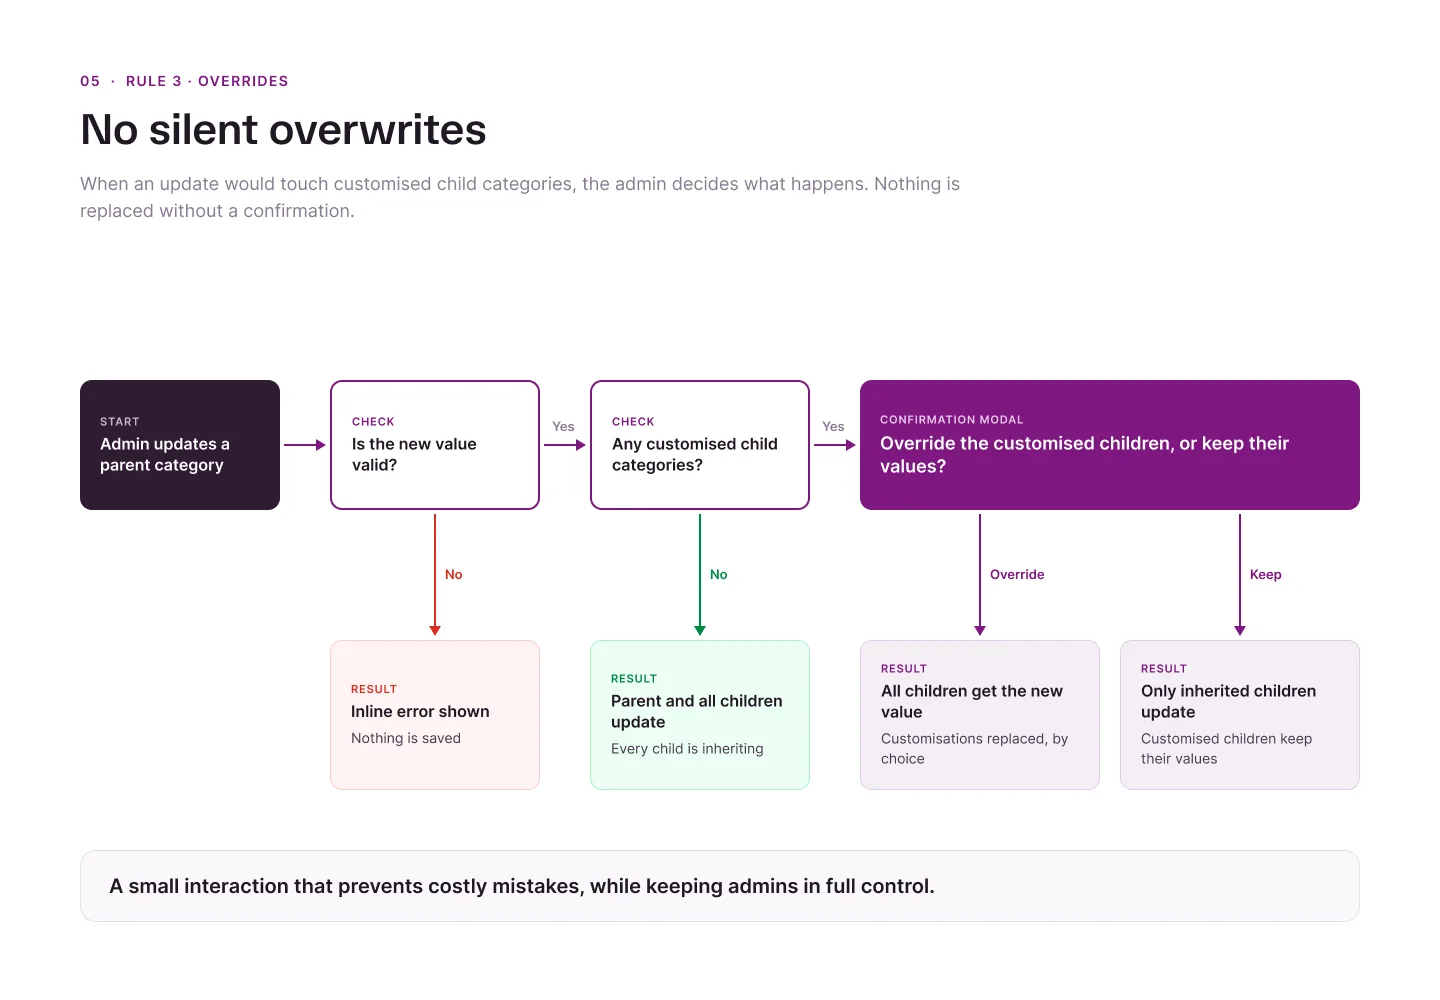 05 · RULE 3 · OVERRIDES
No silent overwrites
When an update would touch customised child categories, the admin decides what happens. Nothing is
replaced without a confirmation.
START
Admin updates a
parent category
CHECK
Is the new value
valid?
Yes
CHECK
Any customised child
categories?
Yes
CONFIRMATION MODAL
Override the customised children, or keep their
values?
No
No
Override
Keep
RESULT
Inline error shown
Nothing is saved
RESULT
Parent and all children
update
Every child is inheriting
RESULT
All children get the new
value
Customisations replaced, by
choice
RESULT
Only inherited children
update
Customised children keep
their values
A small interaction that prevents costly mistakes, while keeping admins in full control.